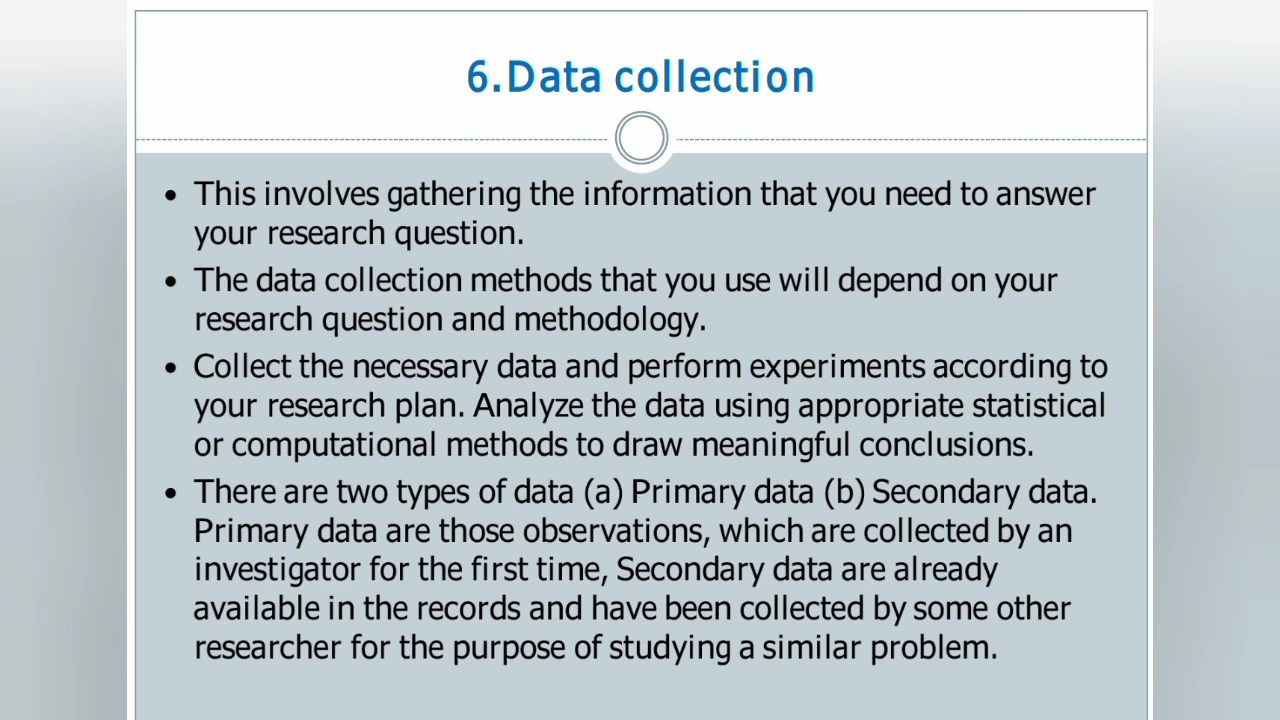 6.Data collection
• This involves gathering the information that you need to answer
your research question.
• The data collection methods that you use will depend on your
research question and methodology.
• Collect the necessary data and perform experiments according to
your research plan. Analyze the data using appropriate statistical
or computational methods to draw meaningful conclusions.
• There are two types of data (a) Primary data (b) Secondary data.
Primary data are those observations, which are collected by an
investigator for the first time, Secondary data are already
available in the records and have been collected by some other
researcher for the purpose of studying a similar problem.